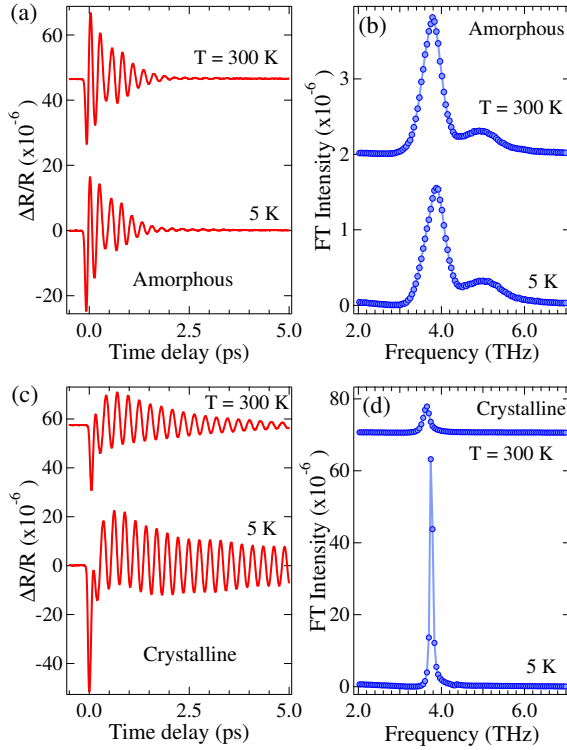 (a)
T = 300 K
5 K
Amorphous
ΔR/R (x10⁻⁶)
60
40
20
0
-20
0.0
2.5
5.0
Time delay (ps)
(b)
Amorphous
T = 300 K
5 K
FT Intensity (x10⁻⁶)
3
2
1
0
2.0
4.0
6.0
Frequency (THz)
(c)
T = 300 K
5 K
Crystalline
ΔR/R (x10⁻⁶)
60
40
20
0
-20
-40
0.0
2.5
5.0
Time delay (ps)
(d)
Crystalline
T = 300 K
5 K
FT Intensity (x10⁻⁶)
80
60
40
20
0
2.0
4.0
6.0
Frequency (THz)